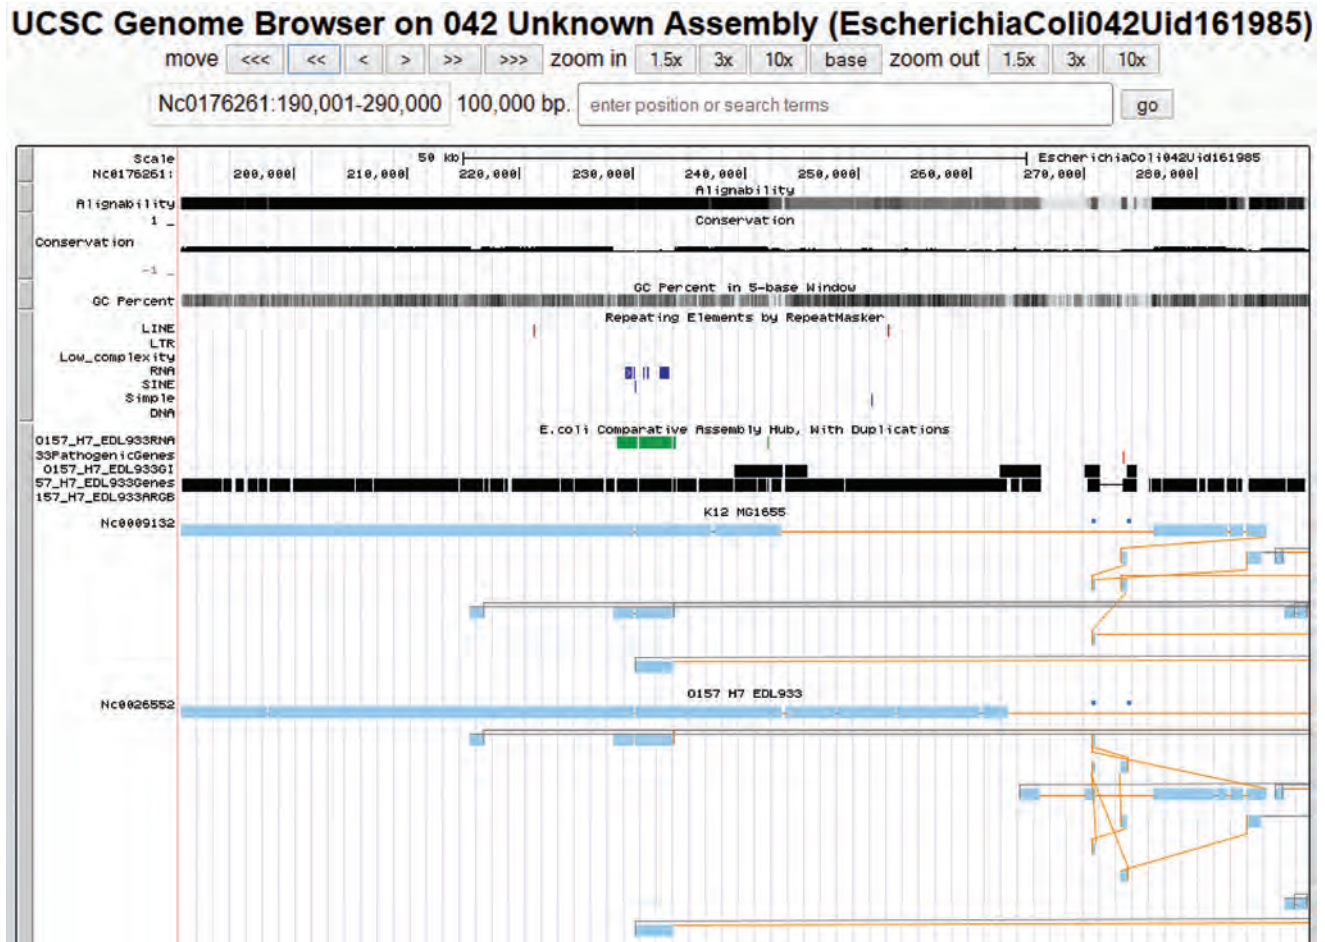 UCSC Genome Browser on 042 Unknown Assembly (EscherichiaColi042Uid161985)
move <<< << < > >> >>> zoom in 1.5x 3x 10x base zoom out 1.5x 3x 10x
Nc0176261:190,001-290,000 100,000 bp. enter position or search terms go
Scale 50 kb EscherichiaColi042Uid161985
Nc0176261: 200,000 210,000 220,000 230,000 240,000 250,000 260,000 270,000 280,000
Alignability
Alignability
1 _ Conservation
Conservation
-1 _
GC Percent in 5-base Window
GC Percent
Repeating Elements by RepeatMasker
LINE
LTR
Low_complexity
RNA
SINE
Simple
DNA
E.coli Comparative Assembly Hub, With Duplications
O157_H7_EDL933RNA
33PathogenicGenes
O157_H7_EDL933GI
57_H7_EDL933Genes
157_H7_EDL933ARGB
K12 MG1655
Nc0009132
O157 H7 EDL933
Nc0026552